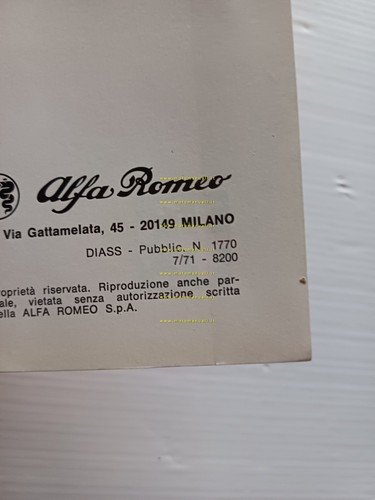 Alfa Romeo
Via Gattamelata, 45 - 20149 MILANO
DIASS - Pubblic. N. 1770
7/71 - 8200
oprietà riservata. Riproduzione anche par-
ale, vietata senza autorizzazione scritta
ella ALFA ROMEO S.p.A.